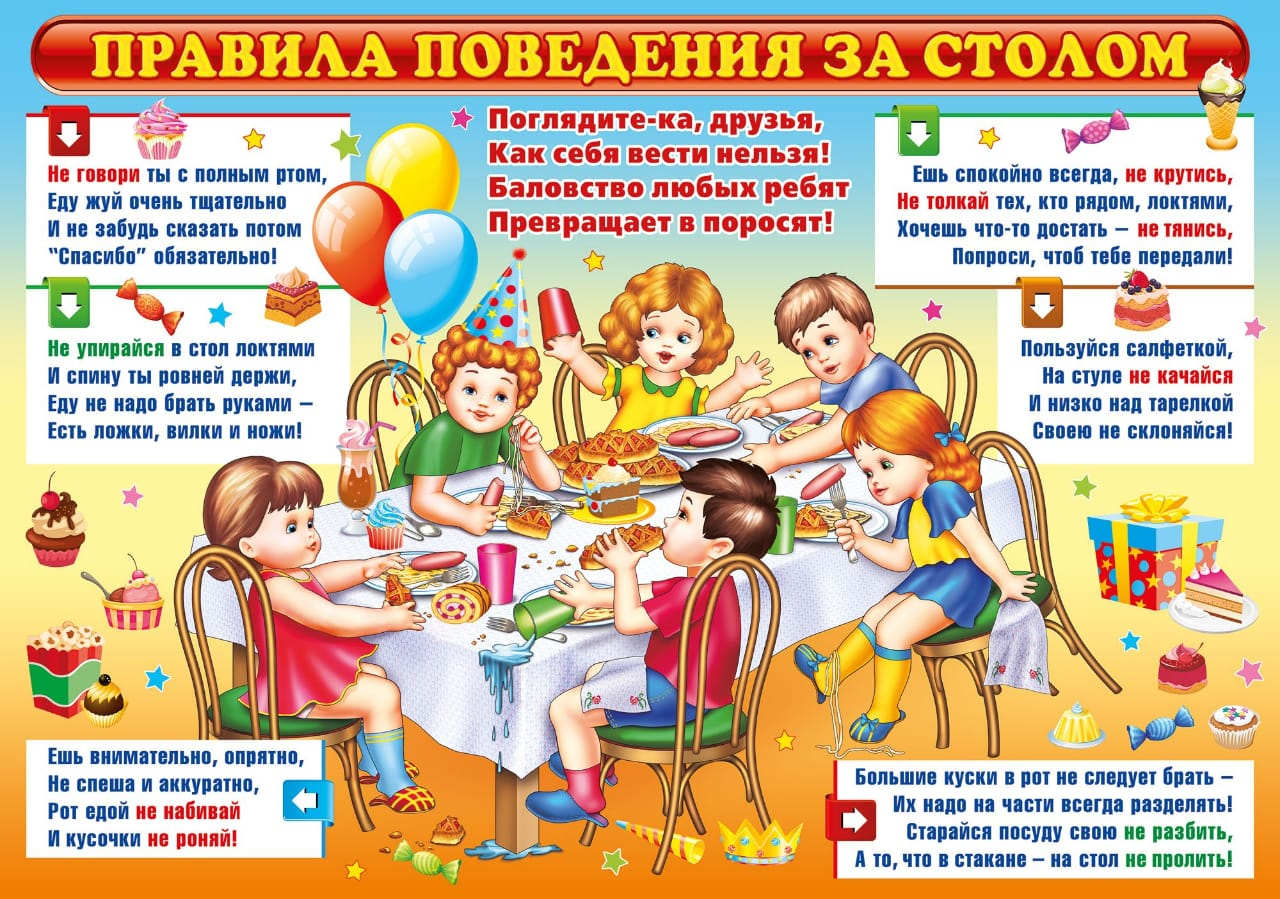 ПРАВИЛА ПОВЕДЕНИЯ ЗА СТОЛОМ
Поглядите-ка, друзья,
Как себя вести нельзя!
Баловство любых ребят
Превращает в поросят!
Не говори ты с полным ртом,
Еду жуй очень тщательно
И не забудь сказать потом
“Спасибо” обязательно!
Не упирайся в стол локтями
И спину ты ровней держи,
Еду не надо брать руками –
Есть ложки, вилки и ножи!
Ешь спокойно всегда, не крутись,
Не толкай тех, кто рядом, локтями,
Хочешь что-то достать – не тянись,
Попроси, чтоб тебе передали!
Пользуйся салфеткой,
На стуле не качайся
И низко над тарелкой
Своею не склоняйся!
Ешь внимательно, опрятно,
Не спеша и аккуратно,
Рот едой не набивай
И кусочки не роняй!
Большие куски в рот не следует брать –
Их надо на части всегда разделять!
Старайся посуду свою не разбить,
А то, что в стакане – на стол не пролить!